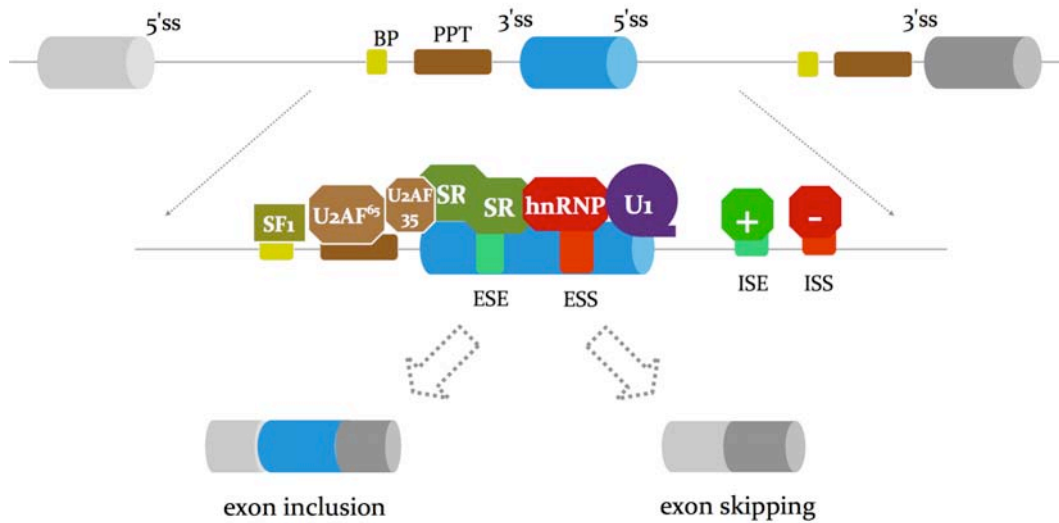 5'ss
BP
PPT
3'ss
5'ss
3'ss
SF1
U2AF65
U2AF
35
SR
SR
hnRNP
U1
+
-
ESE
ESS
ISE
ISS
exon inclusion
exon skipping